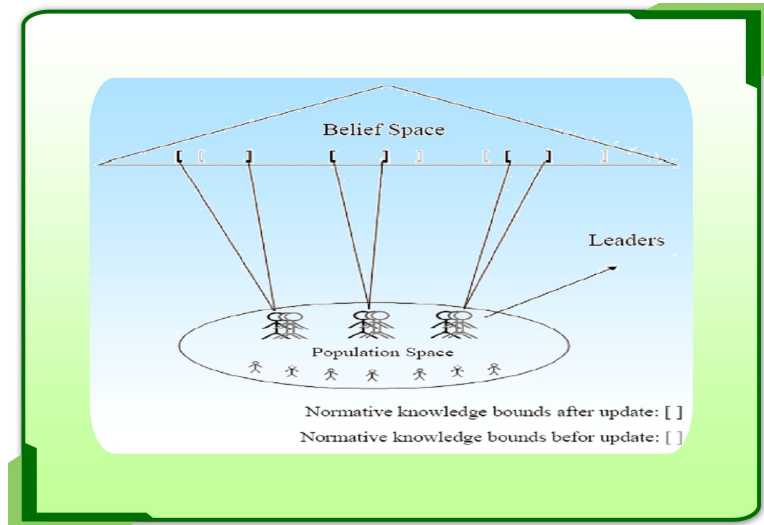 Belief Space
[ [ ] [ ] ] [ [ ] ]
Leaders
Population Space
Normative knowledge bounds after update: [ ]
Normative knowledge bounds befor update: [ ]